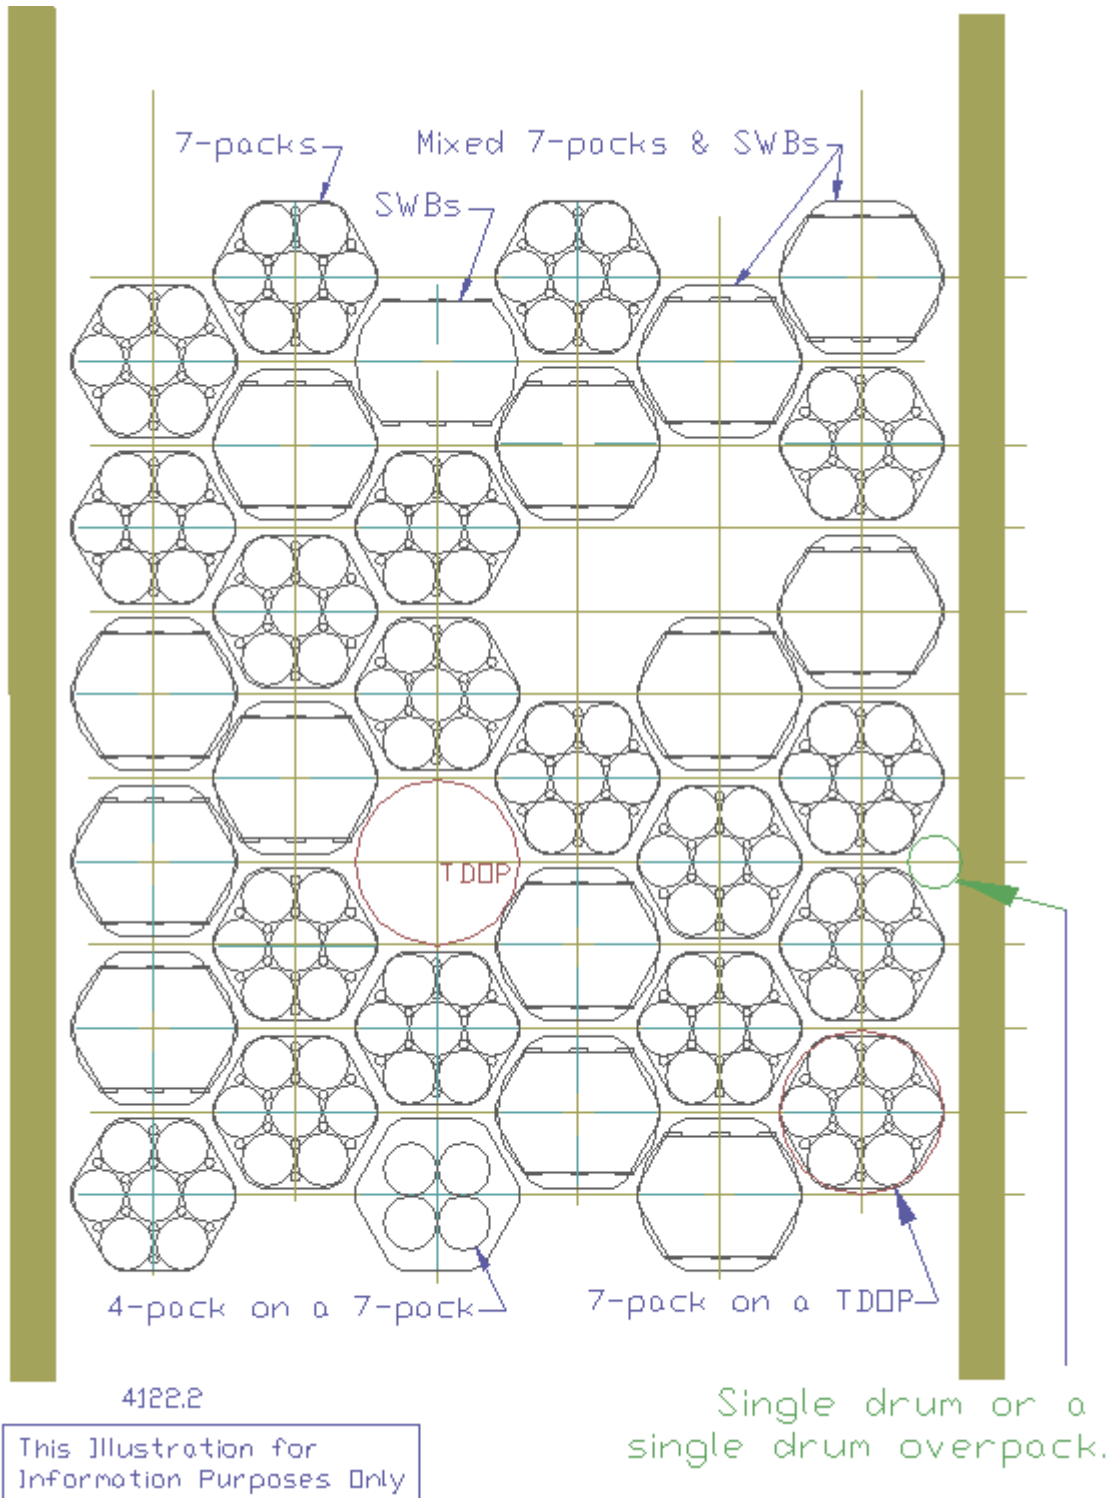 7-packs
Mixed 7-packs & SWBs
SWBs
TDOP
4-pack on a 7-pack
7-pack on a TDOP
4122.2
Single drum or a
single drum overpack.
This Illustration for
Information Purposes Only